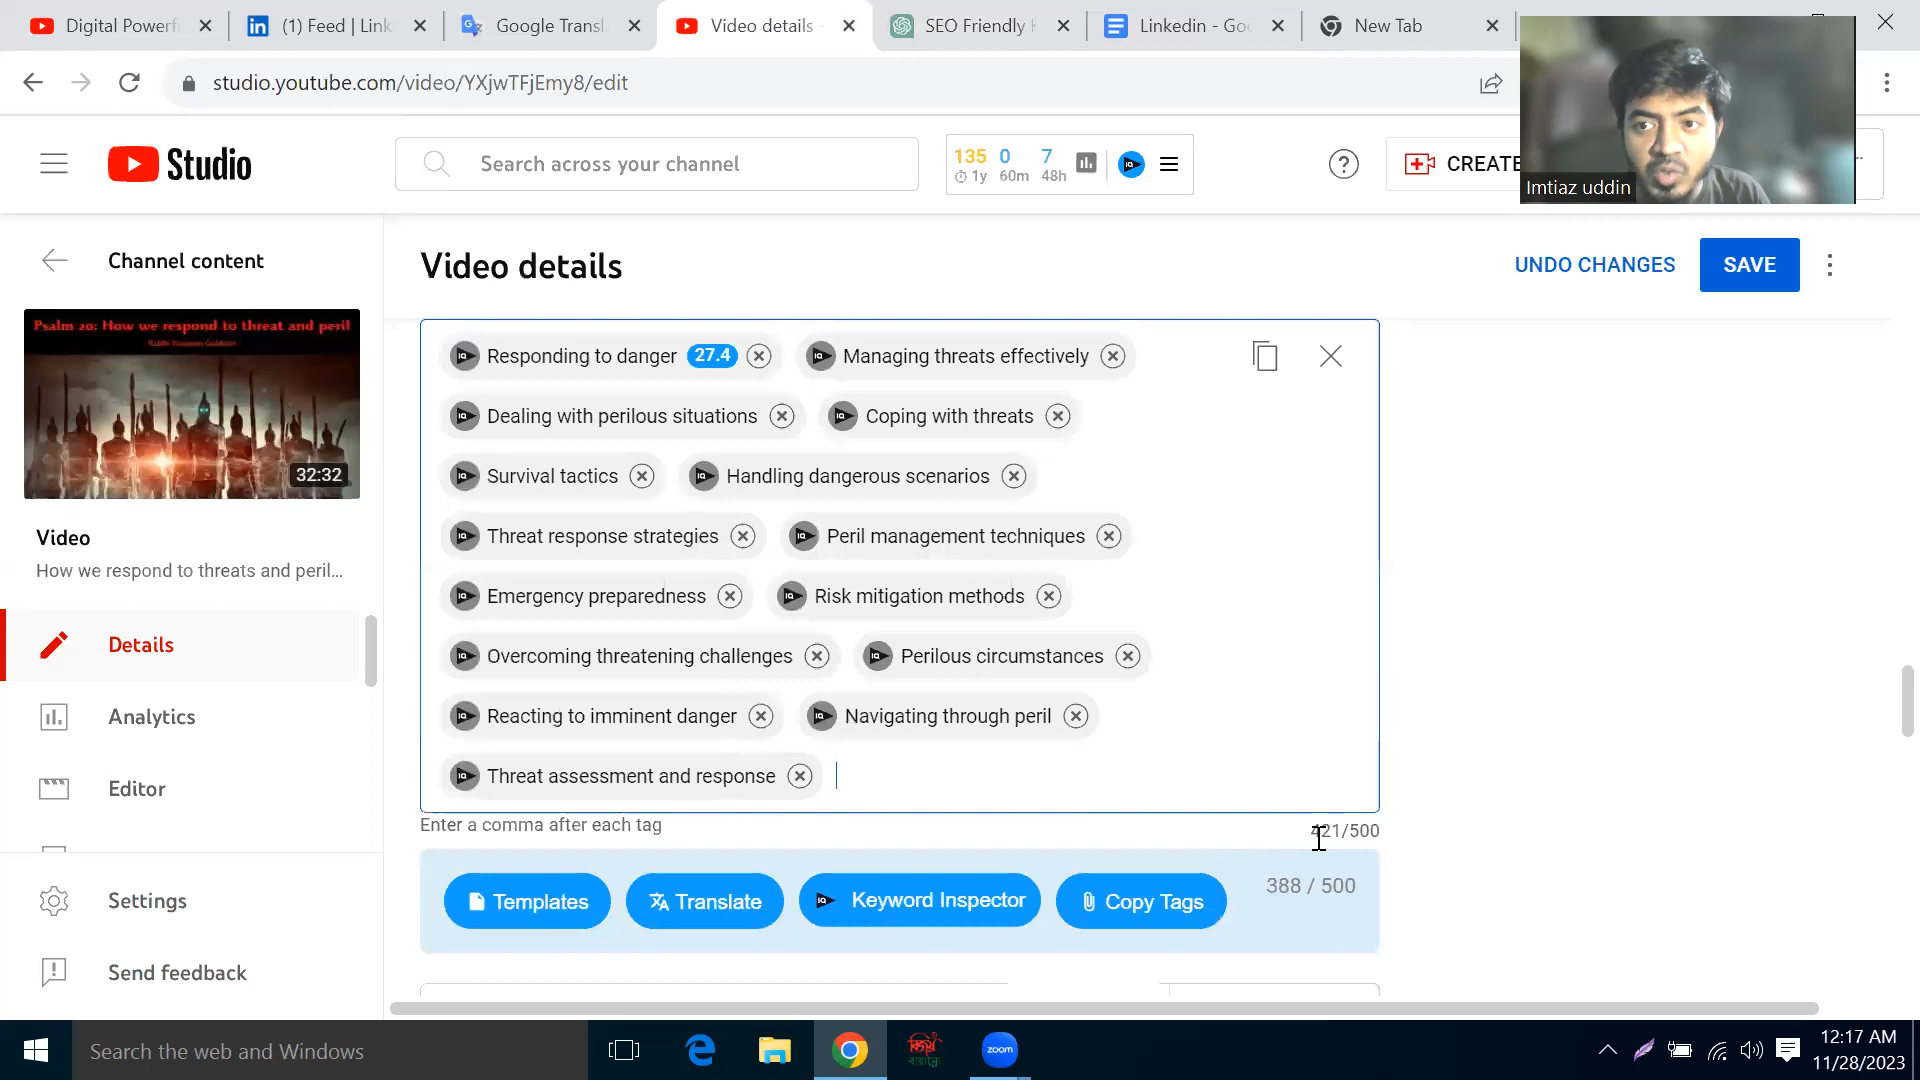 Digital Powerf
(1) Feed | Link
Google Transl
Video details -
SEO Friendly K
Linkedin - Goo
New Tab
studio.youtube.com/video/YXjwTFjEmy8/edit
Studio
Search across your channel
135 0 7
1y 60m 48h
CREATE
Imtiaz uddin
Channel content
Video details
UNDO CHANGES
SAVE
Psalm 20: How we respond to threat and peril
32:32
Video
How we respond to threats and peril...
Details
Analytics
Editor
Settings
Send feedback
Responding to danger 27.4
Managing threats effectively
Dealing with perilous situations
Coping with threats
Survival tactics
Handling dangerous scenarios
Threat response strategies
Peril management techniques
Emergency preparedness
Risk mitigation methods
Overcoming threatening challenges
Perilous circumstances
Reacting to imminent danger
Navigating through peril
Threat assessment and response
Enter a comma after each tag
421/500
Templates
Translate
Keyword Inspector
Copy Tags
388 / 500
Search the web and Windows
zoom
12:17 AM
11/28/2023